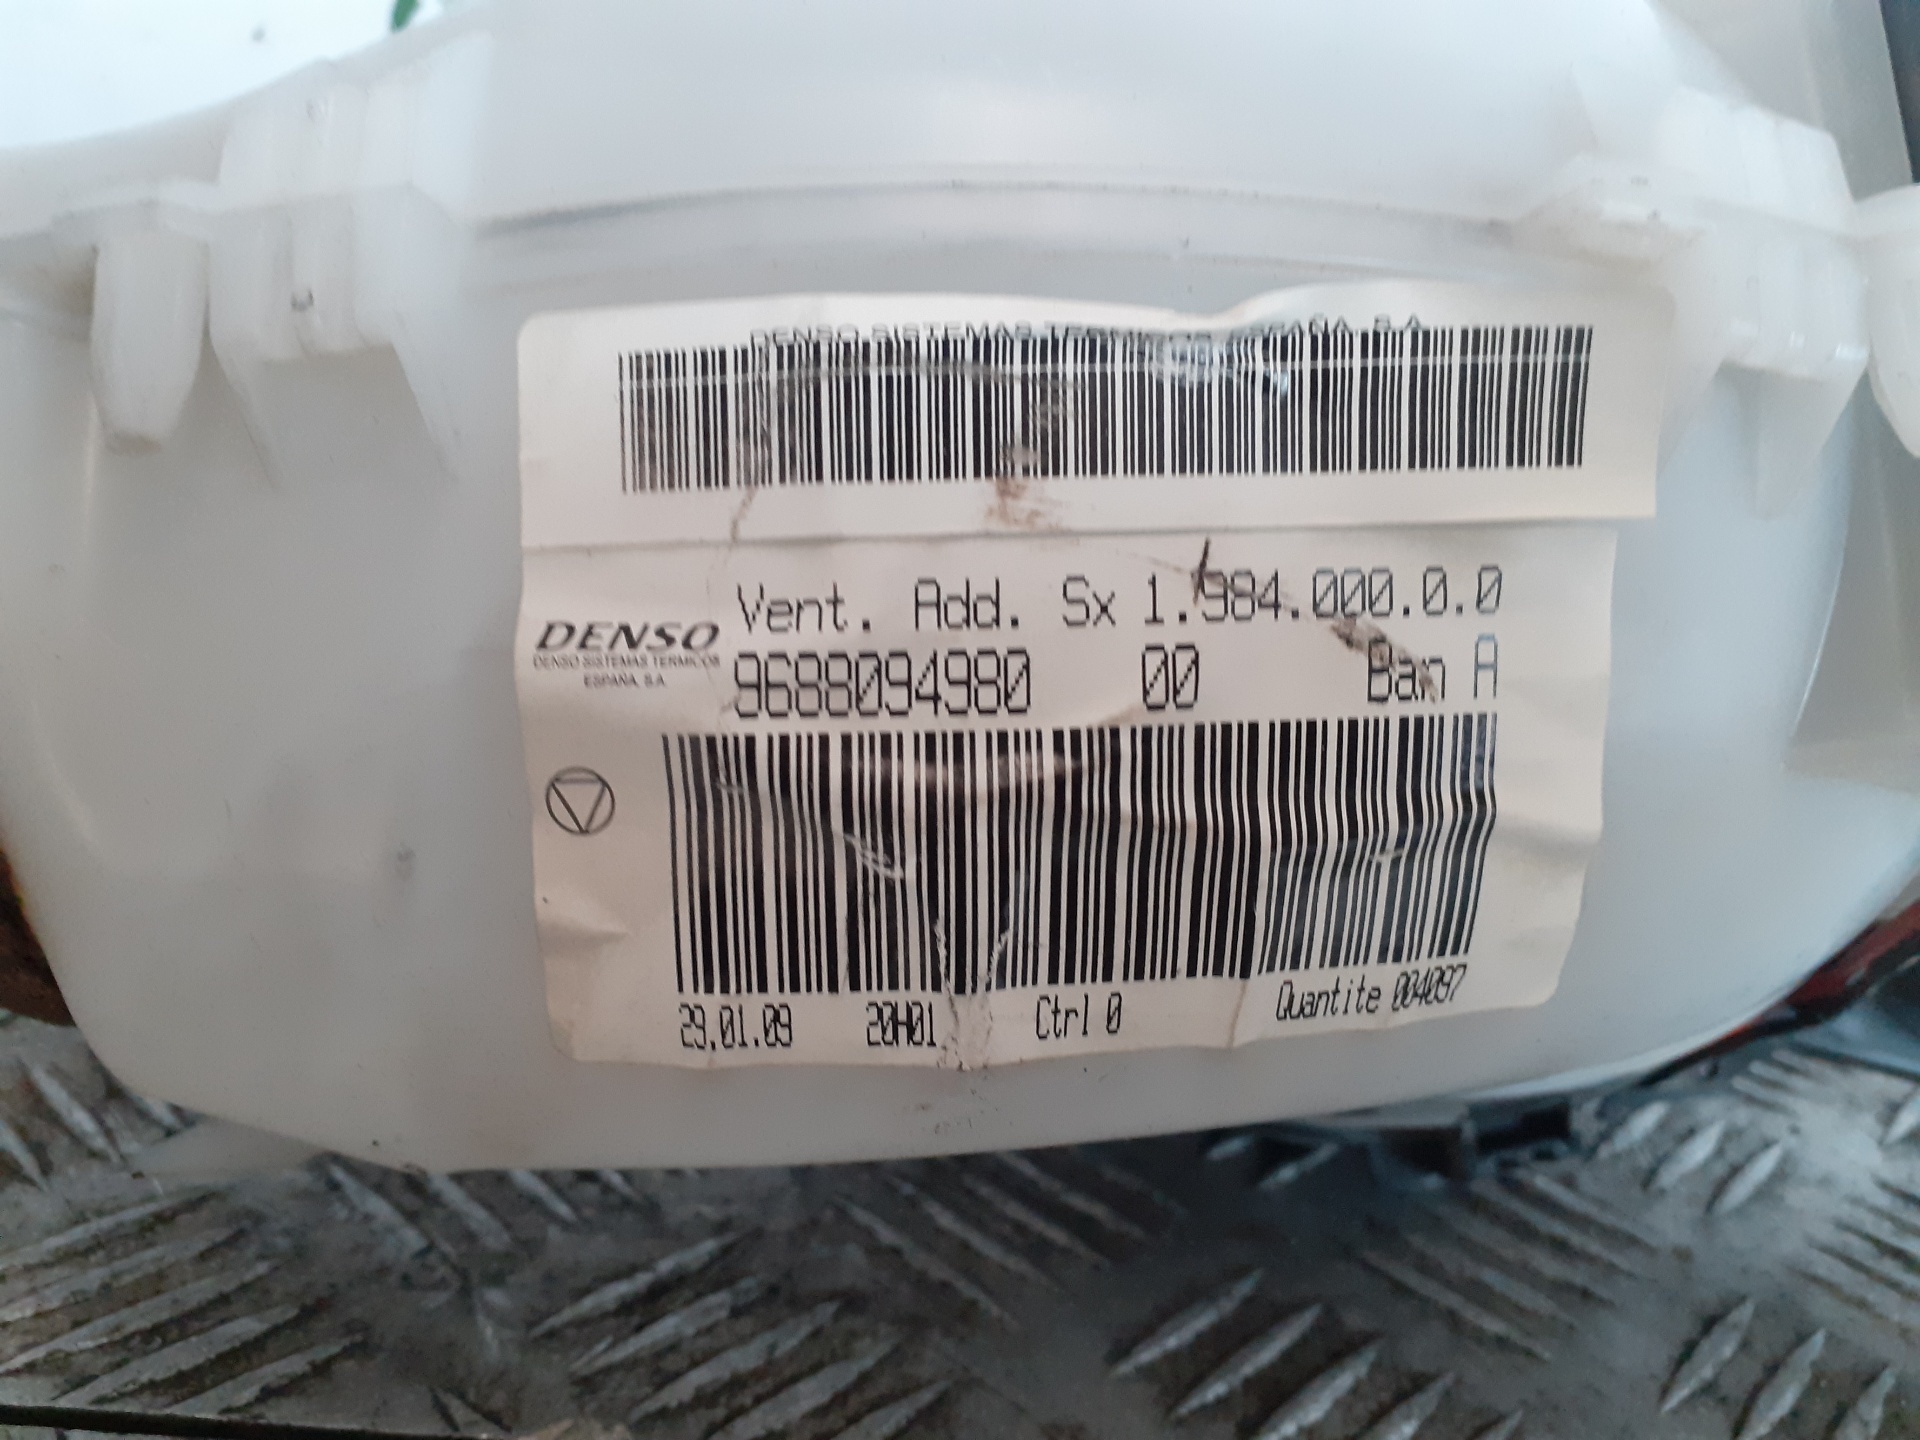 DENSO SISTEMAS TERMICOS ESPAÑA, S.A.
Vent. Add. Sx 1.984.000.0.0
DENSO
DENSO SISTEMAS TERMICOS
ESPAÑA, S.A.
9688094980 00 Ban A
29.01.09 20H01 Ctrl 0 Quantite 004097